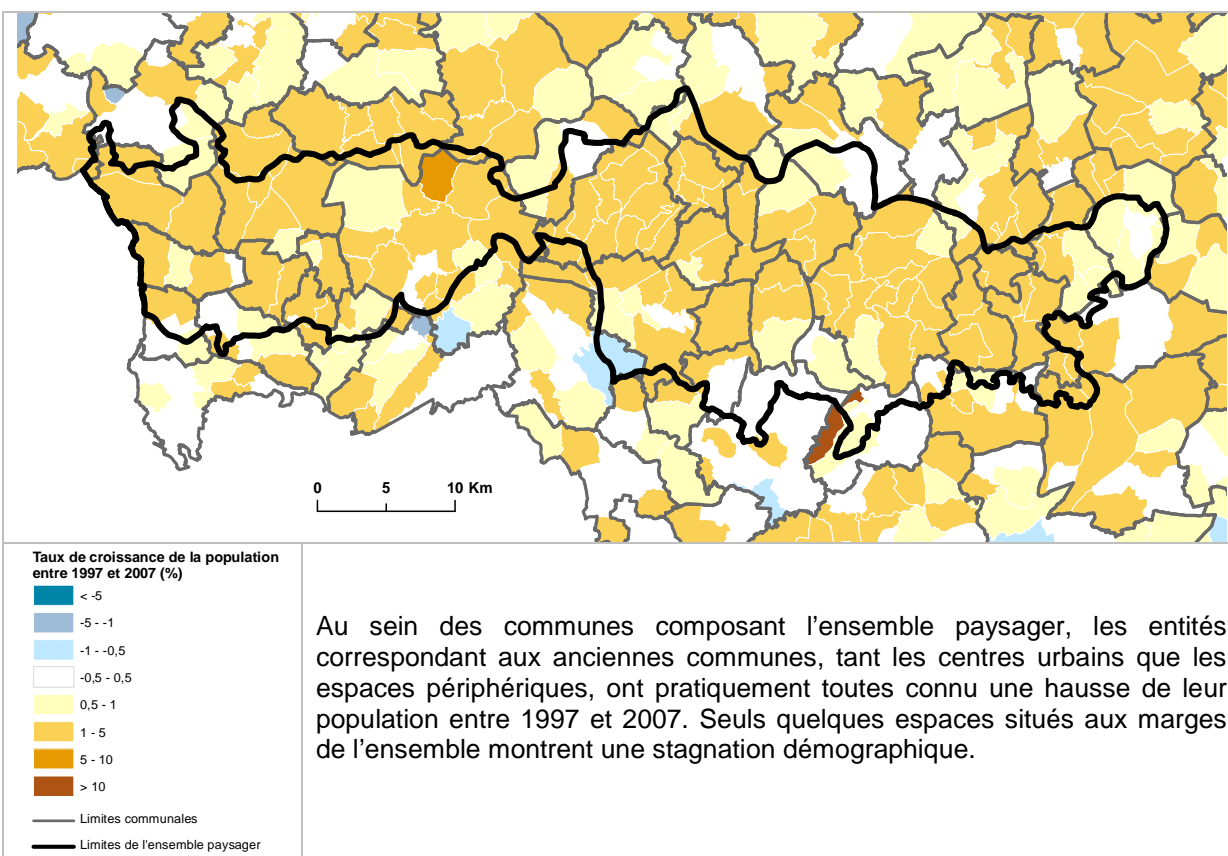 0 5 10 Km
Taux de croissance de la population
entre 1997 et 2007 (%)
< -5
-5 - -1
-1 - -0,5
-0,5 - 0,5
0,5 - 1
1 - 5
5 - 10
> 10
Limites communales
Limites de l'ensemble paysager
Au sein des communes composant l'ensemble paysager, les entités
correspondant aux anciennes communes, tant les centres urbains que les
espaces périphériques, ont pratiquement toutes connu une hausse de leur
population entre 1997 et 2007. Seuls quelques espaces situés aux marges
de l'ensemble montrent une stagnation démographique.